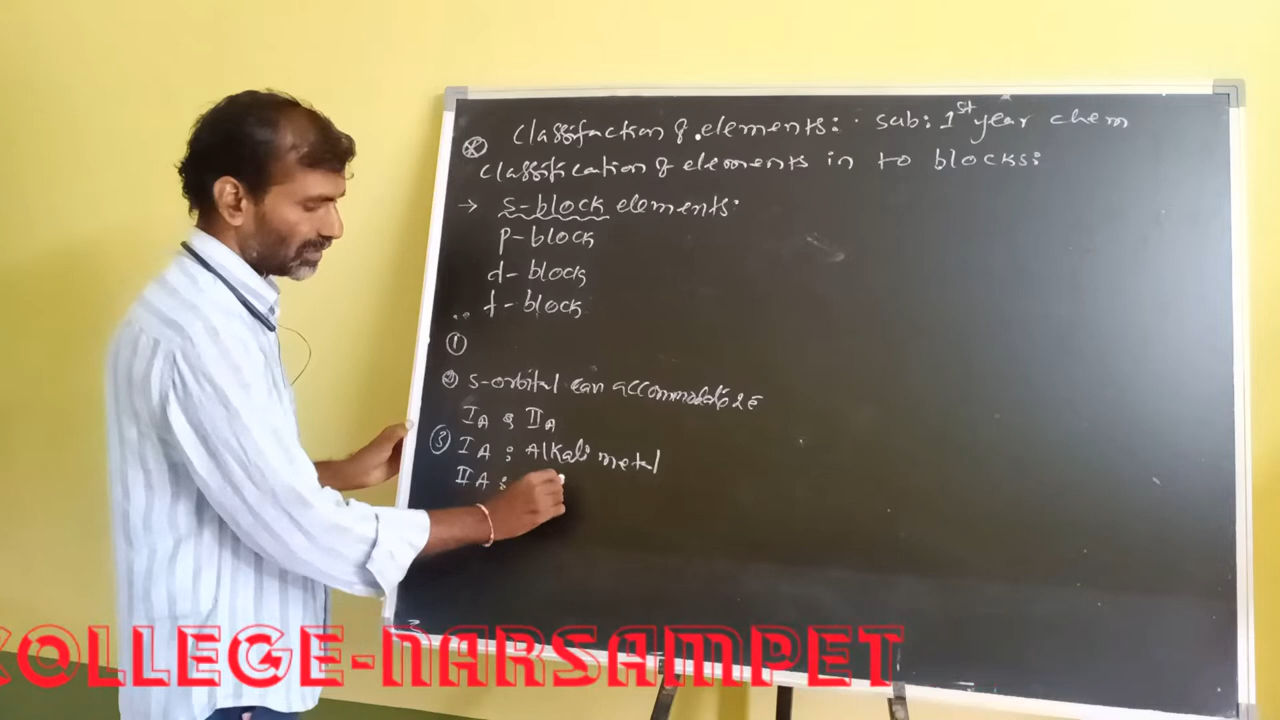 Classifaction of elements: sub: 1st year chem
classification of elements in to blocks:
→ s-block elements:
p-block
d-block
f-block
①
② s-orbital can accommodate 2e
IA & IIA
③ IA : Alkali metal
IIA :
KOLLEGE-NARSAMPET